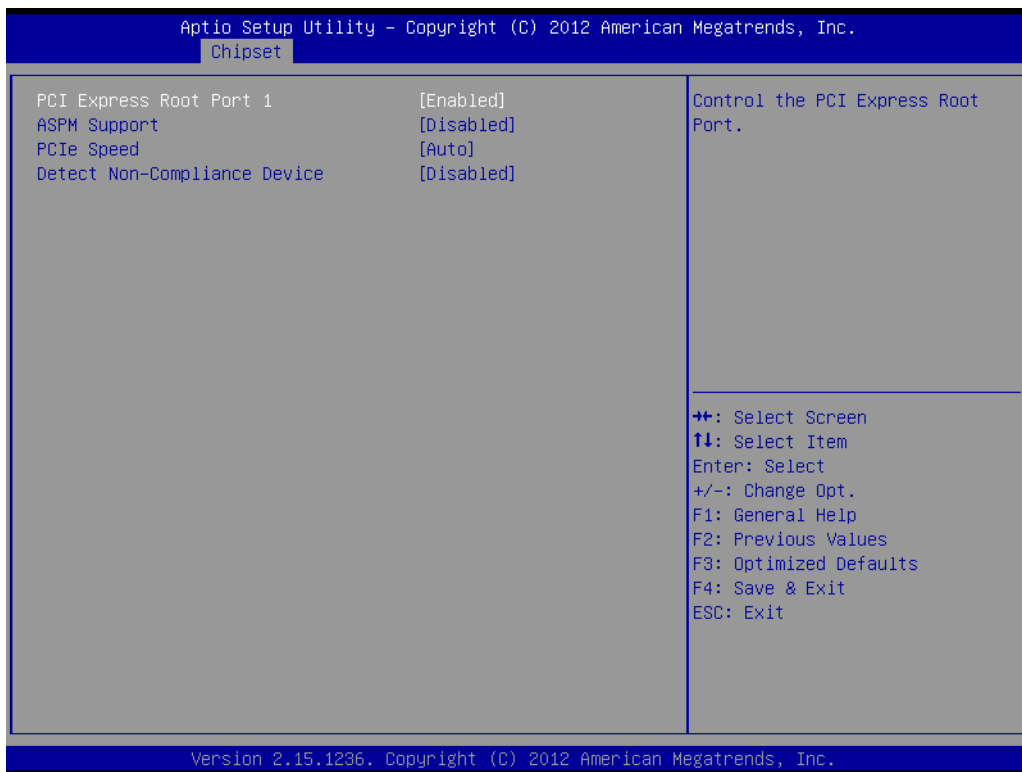 Aptio Setup Utility – Copyright (C) 2012 American Megatrends, Inc.
Chipset
PCI Express Root Port 1 [Enabled]
ASPM Support [Disabled]
PCIe Speed [Auto]
Detect Non-Compliance Device [Disabled]
Control the PCI Express Root
Port.
→←: Select Screen
↑↓: Select Item
Enter: Select
+/-: Change Opt.
F1: General Help
F2: Previous Values
F3: Optimized Defaults
F4: Save & Exit
ESC: Exit
Version 2.15.1236. Copyright (C) 2012 American Megatrends, Inc.